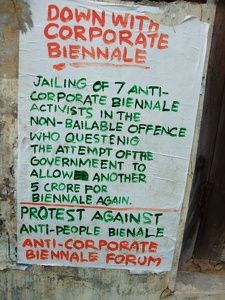 DOWN WITH
CORPORATE
BIENNALE
JAILING OF 7 ANTI-
CORPORATE BIENNALE
ACTIVISTS IN THE
NON-BAILABLE OFFENCE
WHO QUESTENIG
THE ATTEMPT OF THE
GOVERNMEENT TO
ALLOW ANOTHER
5 CRORE FOR
BIENNALE AGAIN.
PROTEST AGAINST
ANTI-PEOPLE BIENALE
ANTI-CORPORATE
BIENNALE FORUM